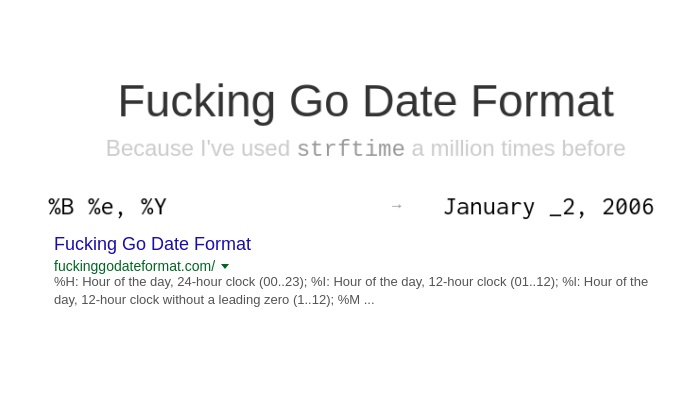 Fucking Go Date Format
Because I've used strftime a million times before
%B %e, %Y → January _2, 2006
Fucking Go Date Format
fuckinggodateformat.com/
%H: Hour of the day, 24-hour clock (00..23); %I: Hour of the day, 12-hour clock (01..12); %l: Hour of the
day, 12-hour clock without a leading zero (1..12); %M ...